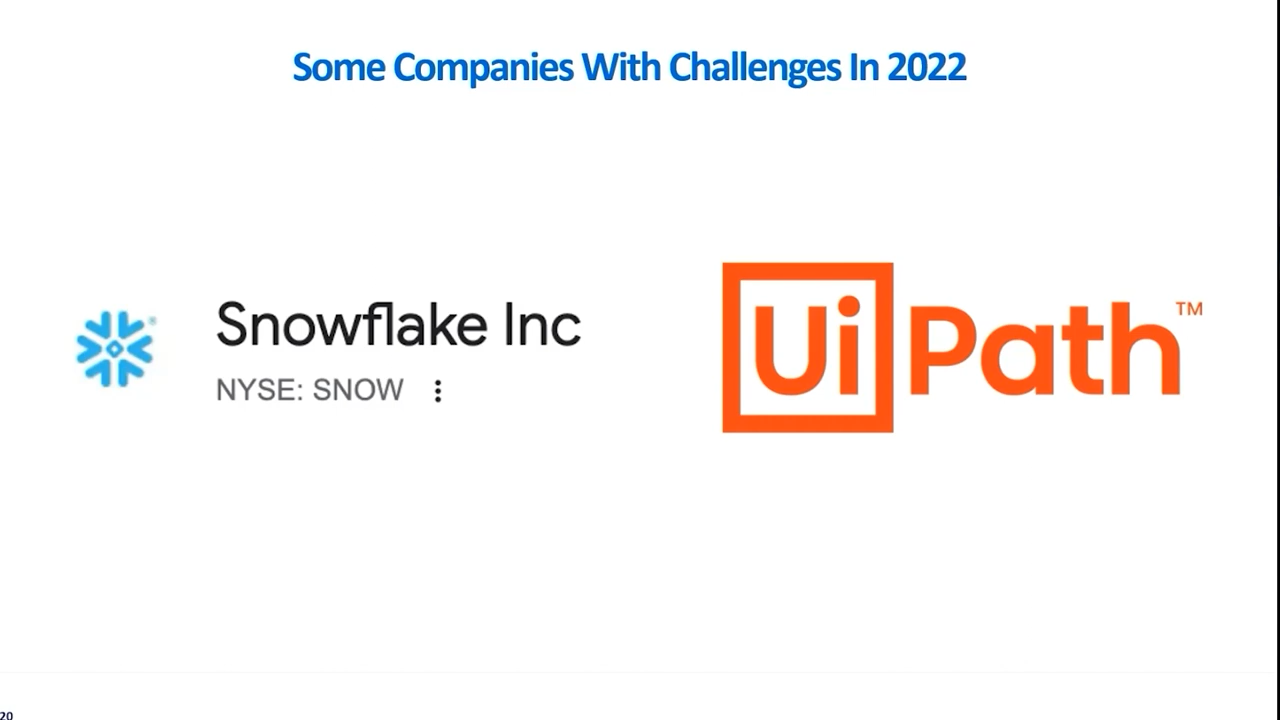 Some Companies With Challenges In 2022
Snowflake Inc
NYSE: SNOW
UiPath™
20